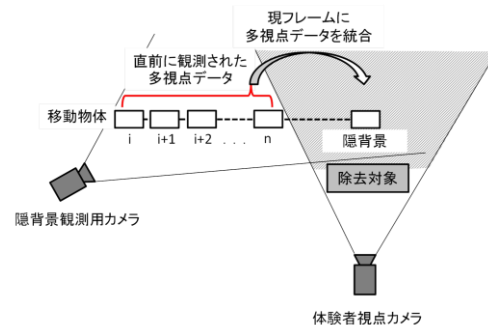 現フレームに
多視点データを統合
直前に観測された
多視点データ
移動物体
i
i+1
i+2
. . .
n
隠背景
除去対象
隠背景観測用カメラ
体験者視点カメラ